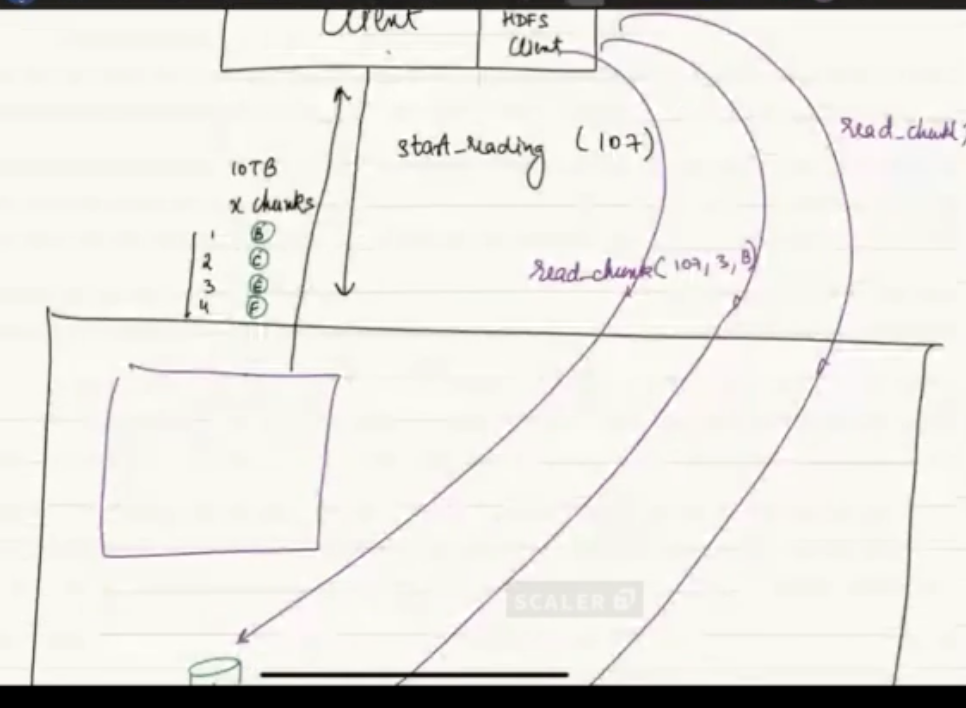 Client
HDFS
Client
start_reading (107)
read_chunk(
10TB
x chunks
1 B
2 C
3 E
4 F
read_chunk(107, 3, B)
SCALER